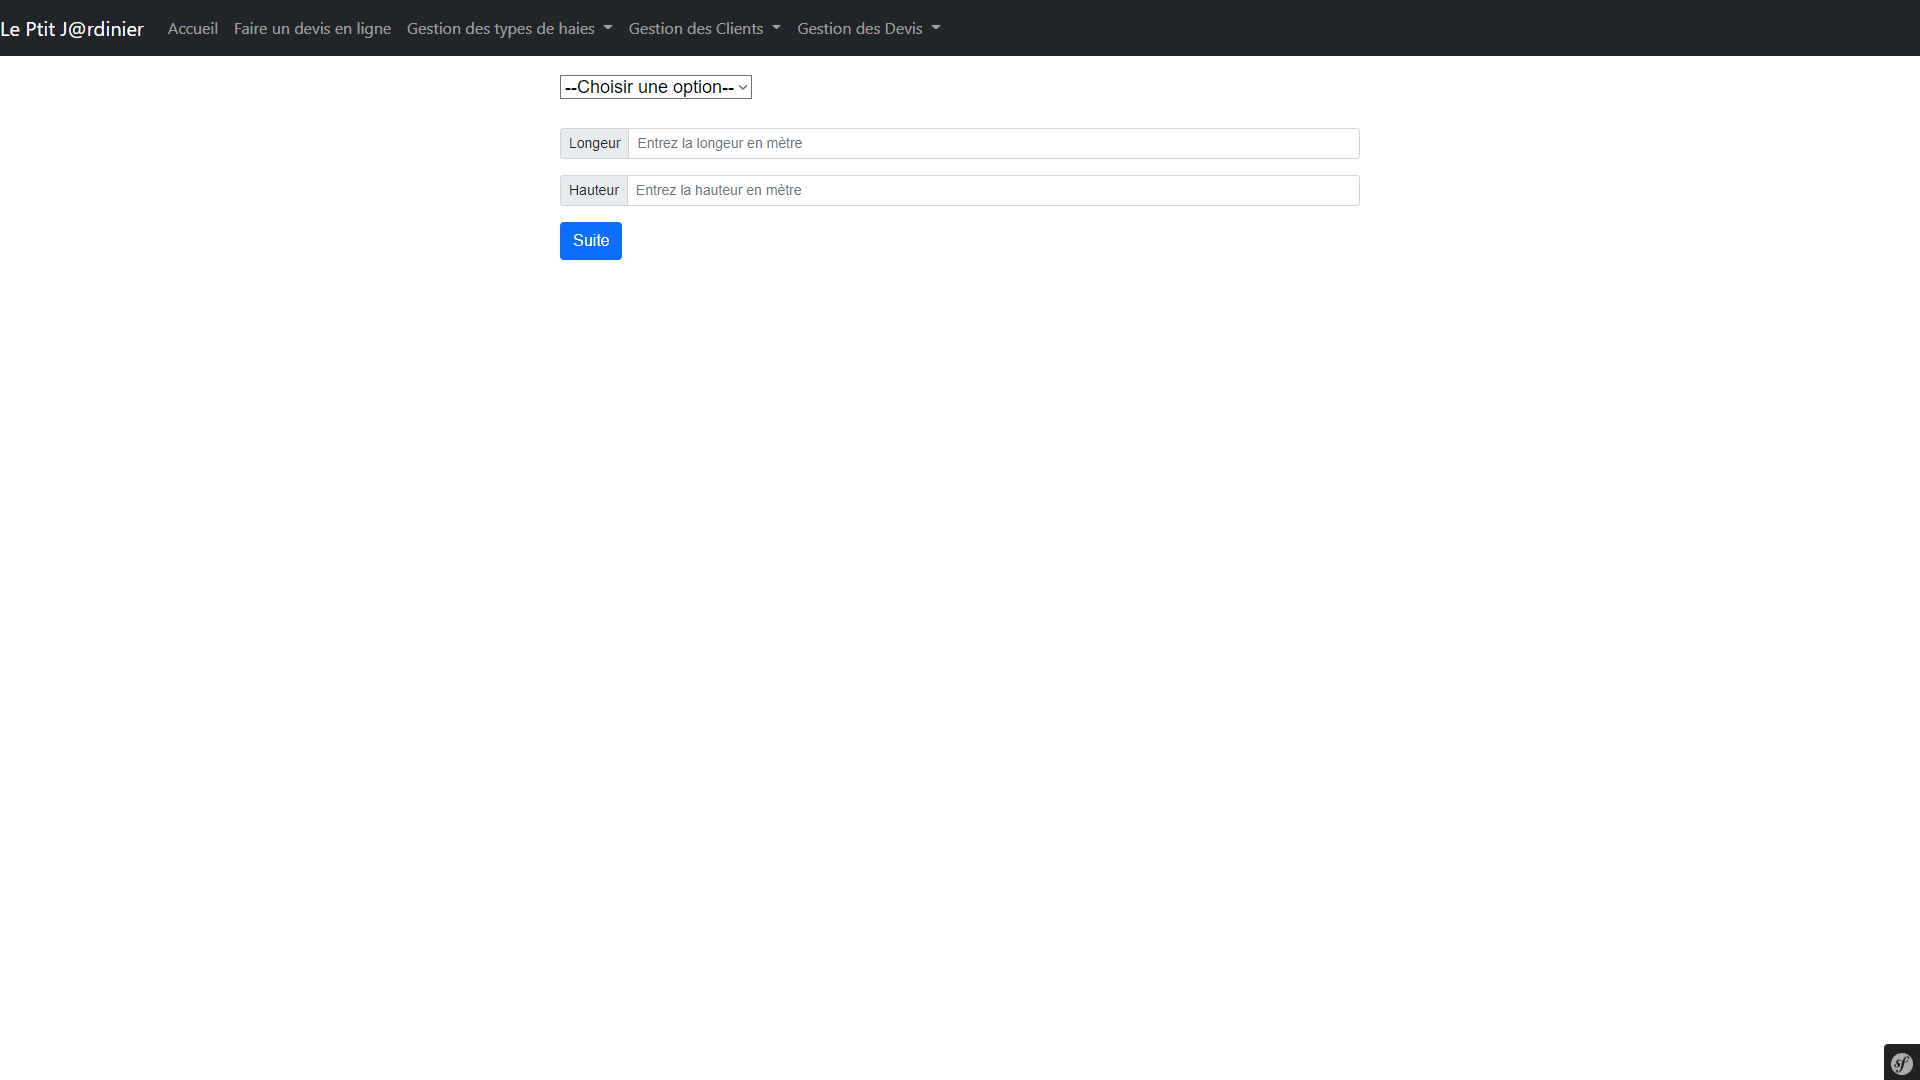 Le Ptit J@rdinier Accueil Faire un devis en ligne Gestion des types de haies Gestion des Clients Gestion des Devis
--Choisir une option--
Longeur Entrez la longeur en mètre
Hauteur Entrez la hauteur en mètre
Suite
sf